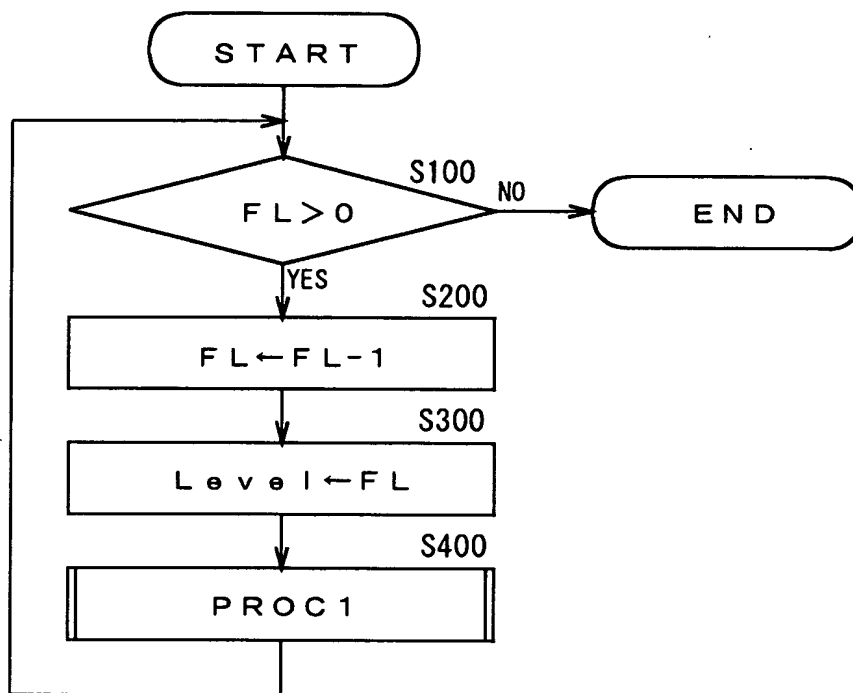 START
S100
FL>0
NO
END
YES
S200
FL←FL-1
S300
Level←FL
S400
PROC1